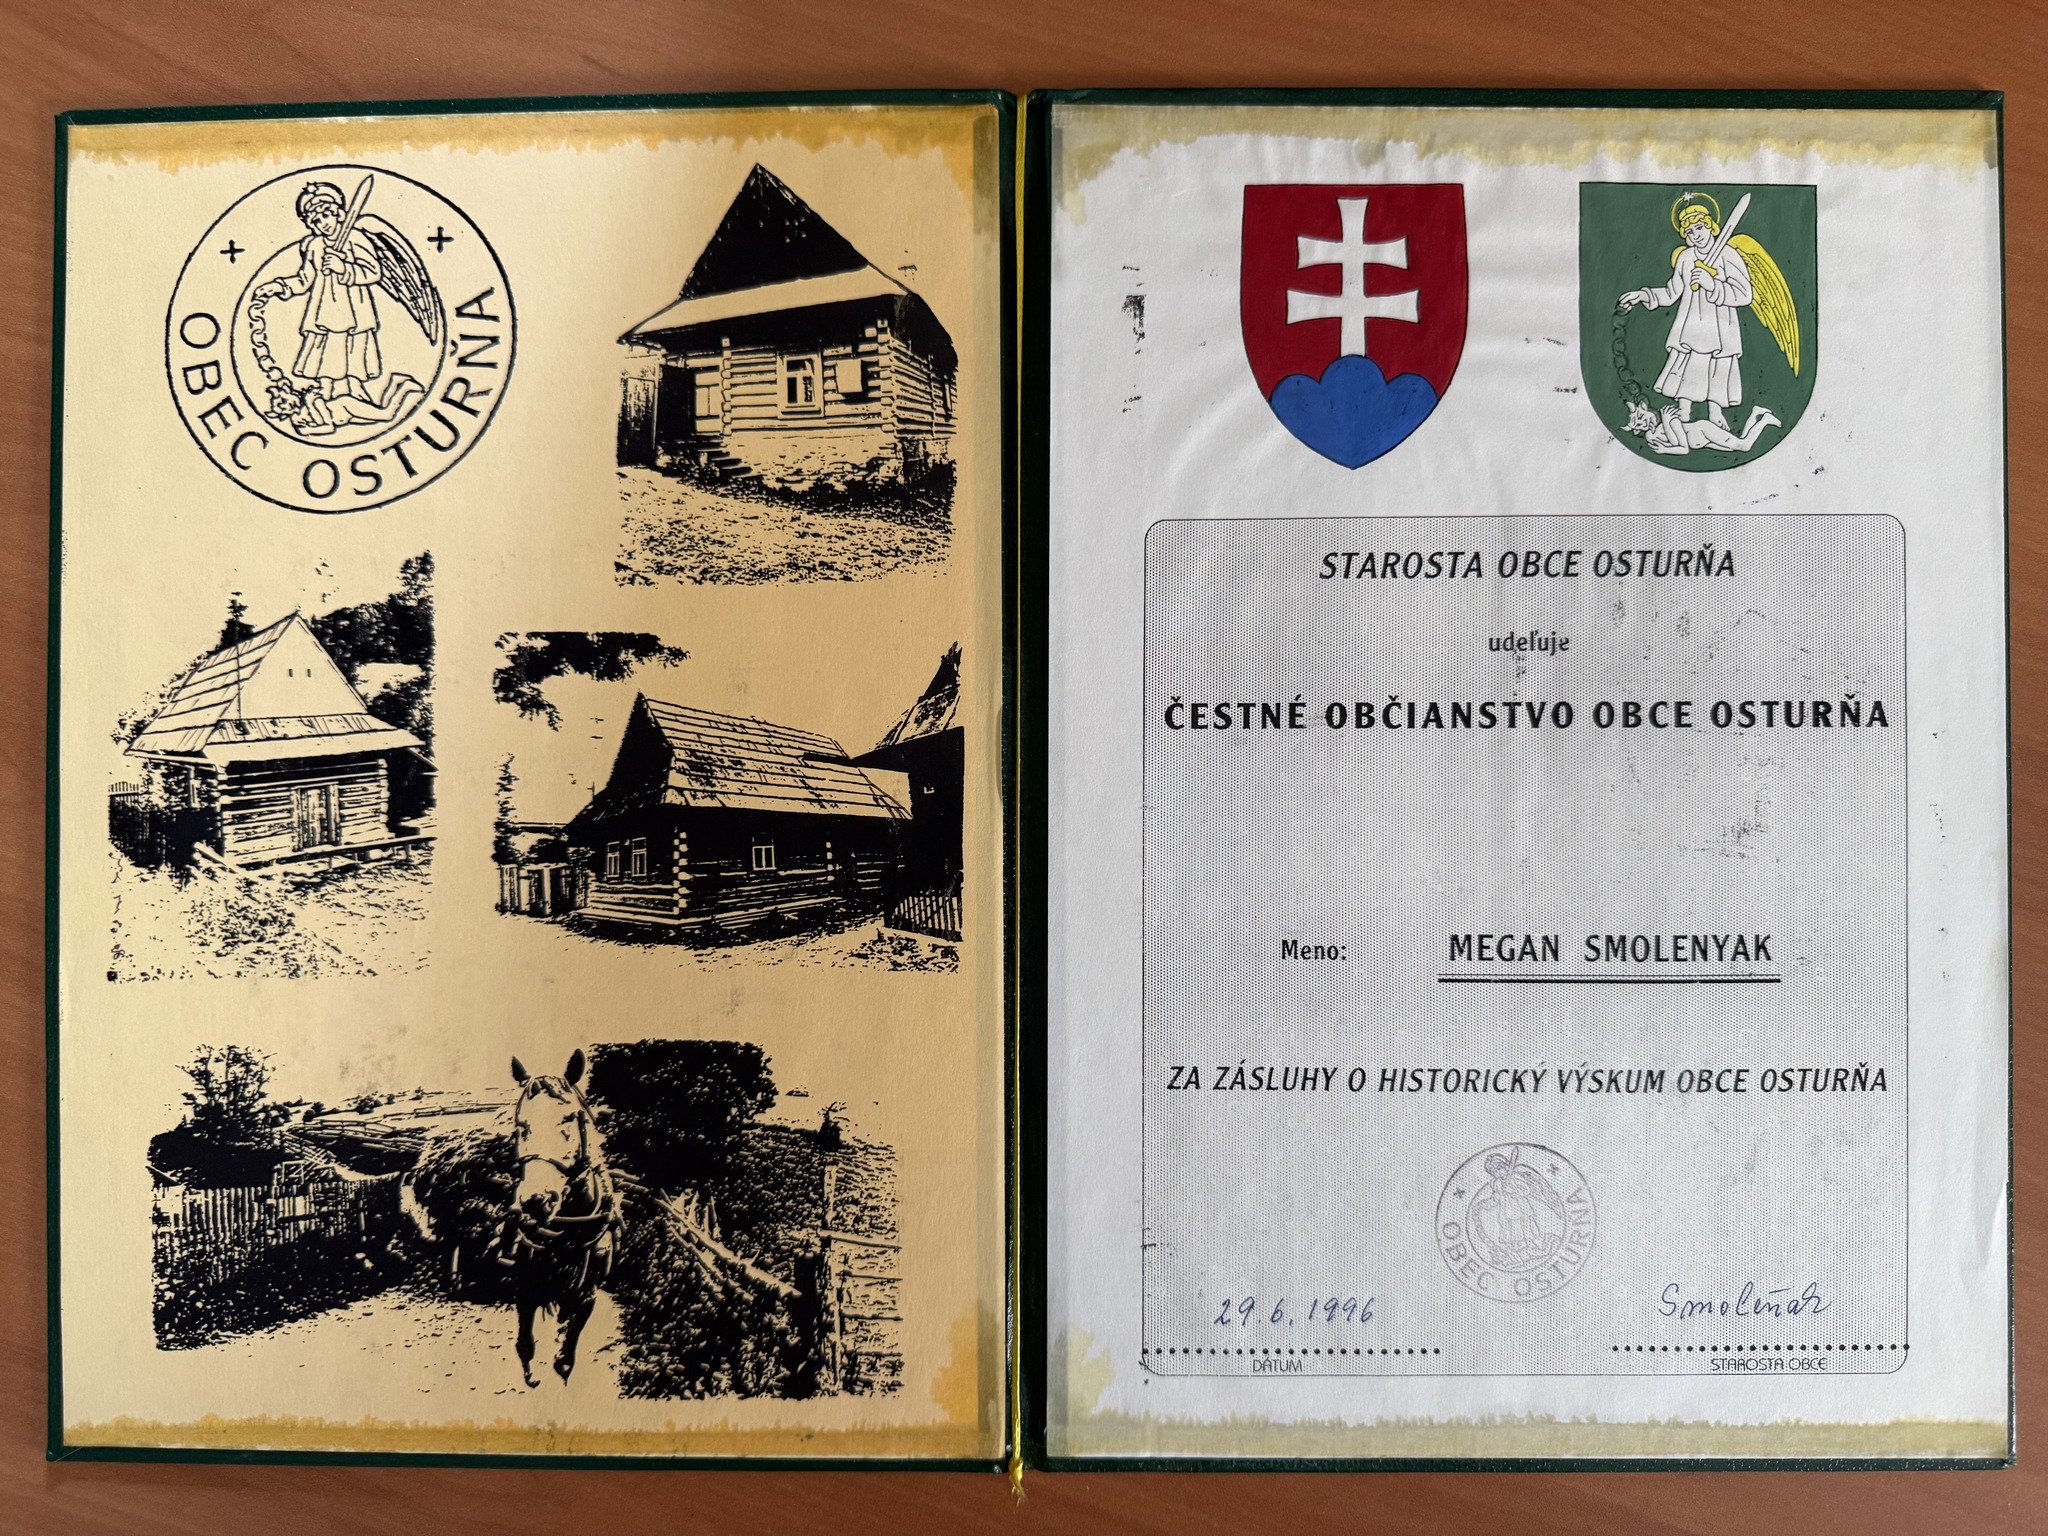 + OBEC OSTURŇA +
STAROSTA OBCE OSTURŇA
udeľuje
ČESTNÉ OBČIANSTVO OBCE OSTURŇA
Meno: MEGAN SMOLENYAK
ZA ZÁSLUHY O HISTORICKÝ VÝSKUM OBCE OSTURŇA
+ OBEC OSTURŇA +
29.6.1996 Smoleňák
DÁTUM STAROSTA OBCE